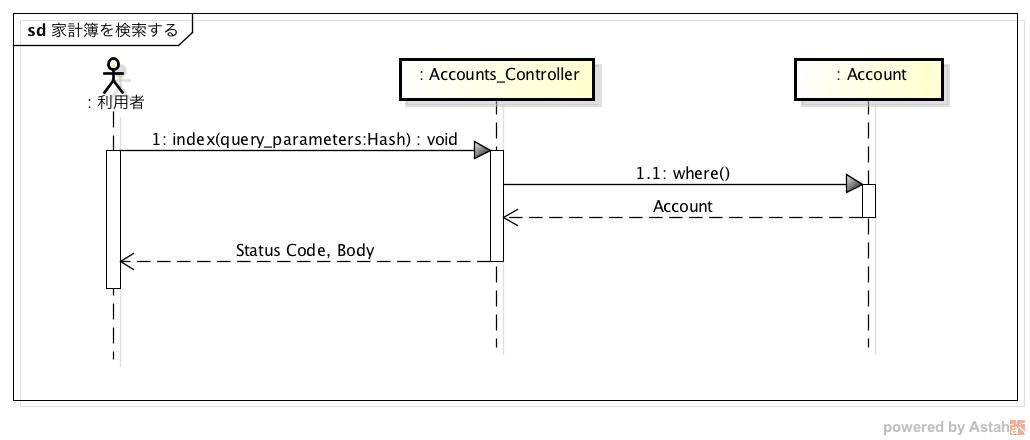 sd 家計簿を検索する
: 利用者
: Accounts_Controller
: Account
1: index(query_parameters:Hash) : void
1.1: where()
Account
Status Code, Body
powered by Astah